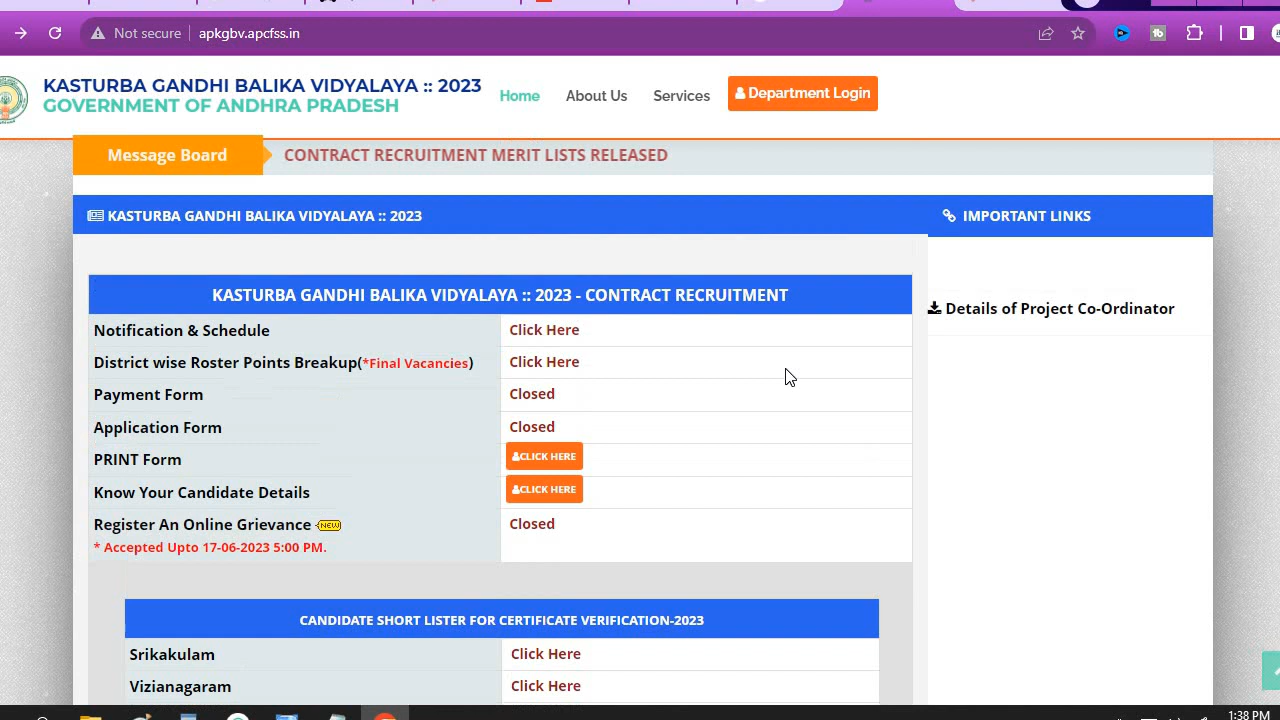 Not secure apkgbv.apcfss.in
KASTURBA GANDHI BALIKA VIDYALAYA :: 2023
GOVERNMENT OF ANDHRA PRADESH
Home About Us Services Department Login
Message Board CONTRACT RECRUITMENT MERIT LISTS RELEASED
KASTURBA GANDHI BALIKA VIDYALAYA :: 2023
IMPORTANT LINKS
KASTURBA GANDHI BALIKA VIDYALAYA :: 2023 - CONTRACT RECRUITMENT
Details of Project Co-Ordinator
Notification & Schedule Click Here
District wise Roster Points Breakup(*Final Vacancies) Click Here
Payment Form Closed
Application Form Closed
PRINT Form CLICK HERE
Know Your Candidate Details CLICK HERE
Register An Online Grievance NEW Closed
* Accepted Upto 17-06-2023 5:00 PM.
CANDIDATE SHORT LISTER FOR CERTIFICATE VERIFICATION-2023
Srikakulam Click Here
Vizianagaram Click Here
1:38 PM